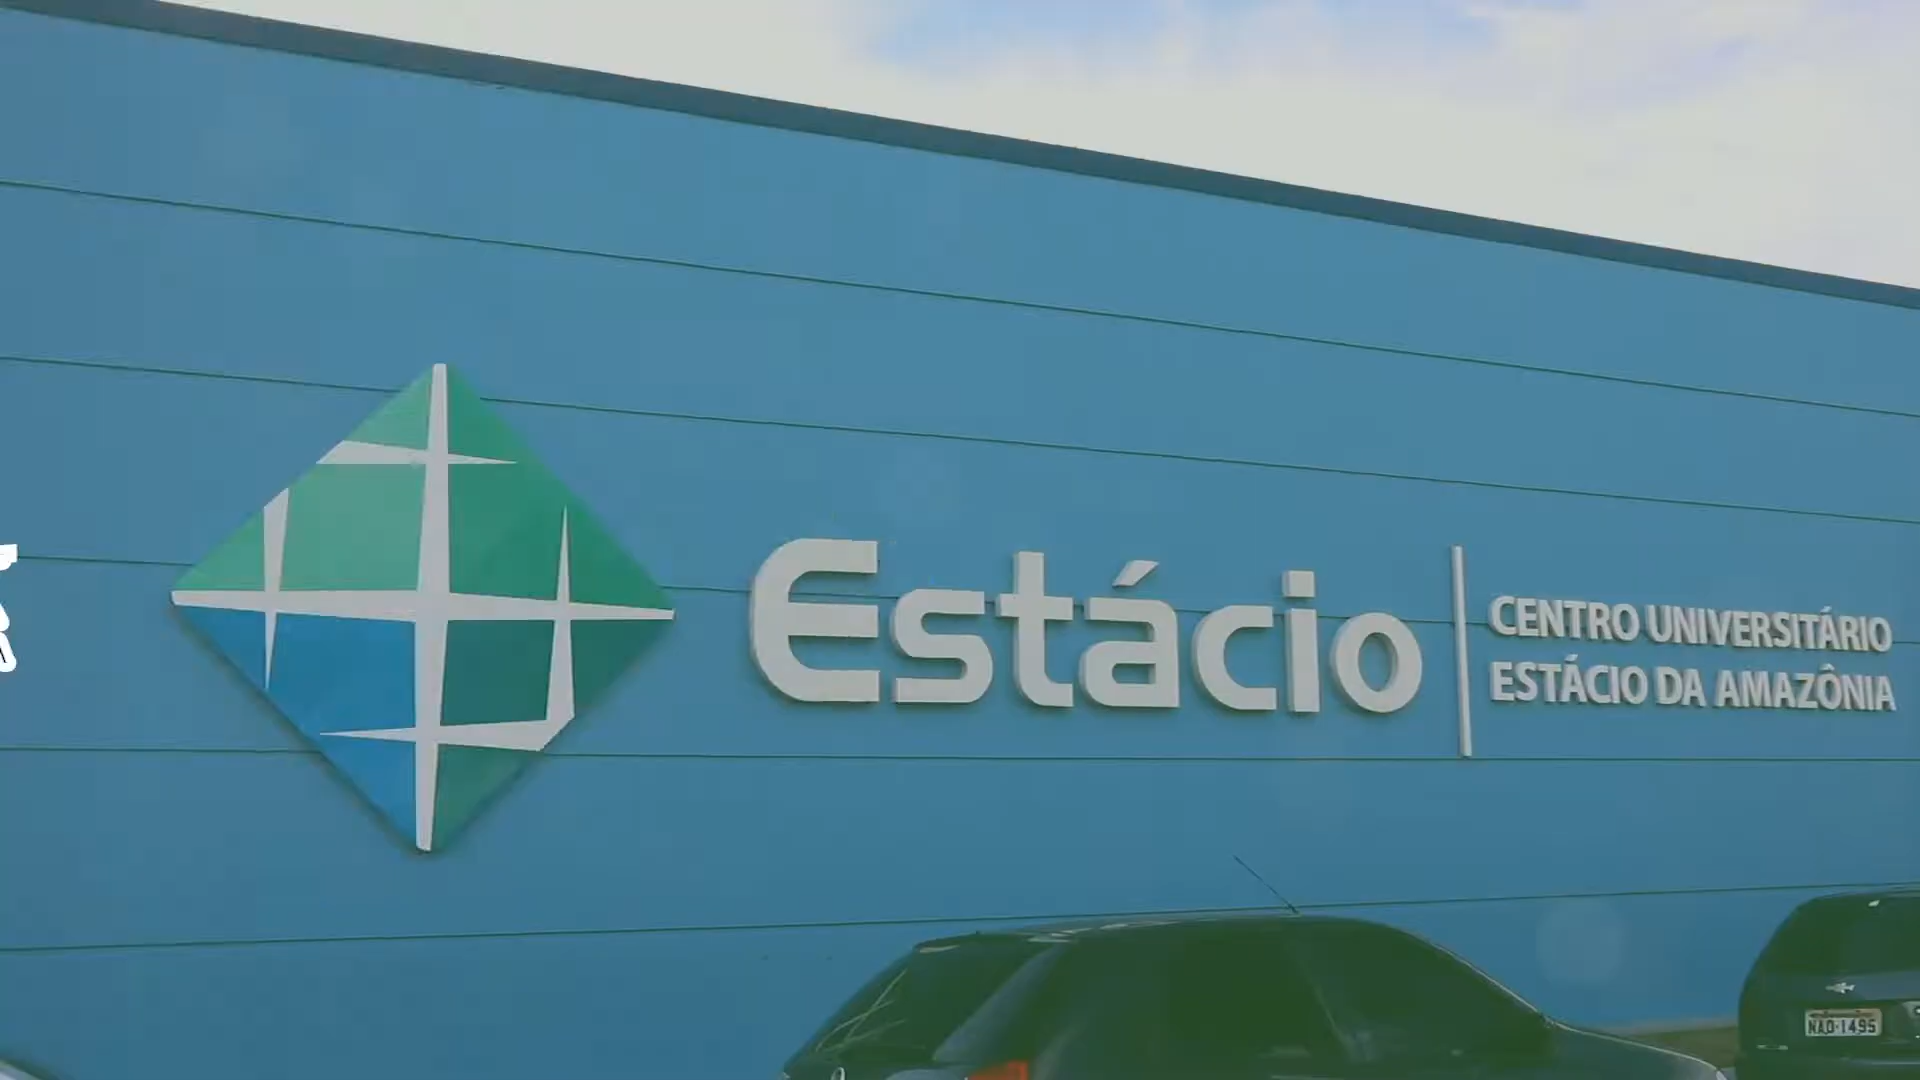 Estácio
CENTRO UNIVERSITÁRIO
ESTÁCIO DA AMAZÔNIA
NAO-1495